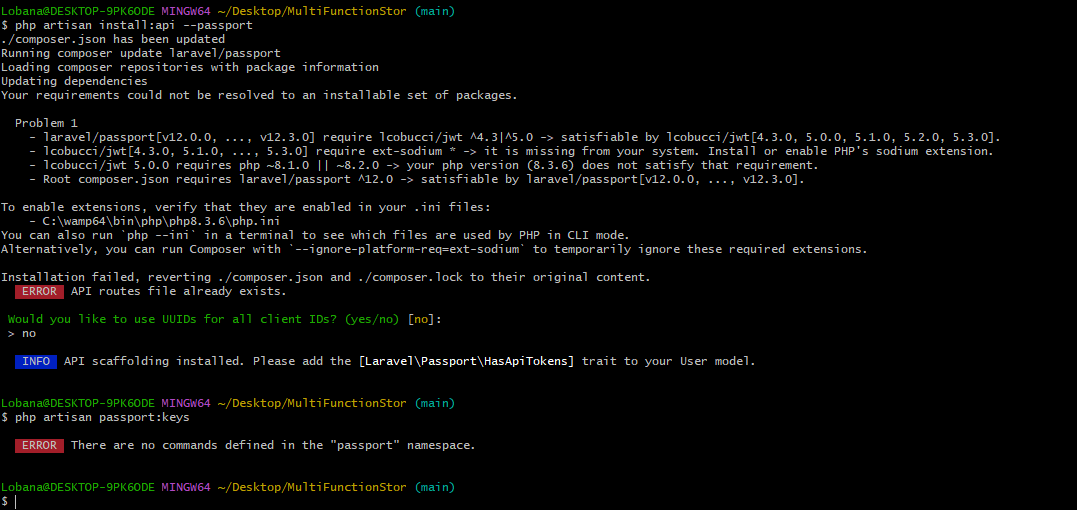 Lobana@DESKTOP-9PK6ODE MINGW64 ~/Desktop/MultiFunctionStor (main)
$ php artisan install:api --passport
./composer.json has been updated
Running composer update laravel/passport
Loading composer repositories with package information
Updating dependencies
Your requirements could not be resolved to an installable set of packages.
Problem 1
- laravel/passport[v12.0.0, ..., v12.3.0] require lcobucci/jwt ^4.3|^5.0 -> satisfiable by lcobucci/jwt[4.3.0, 5.0.0, 5.1.0, 5.2.0, 5.3.0].
- lcobucci/jwt[4.3.0, 5.1.0, ..., 5.3.0] require ext-sodium * -> it is missing from your system. Install or enable PHP's sodium extension.
- lcobucci/jwt 5.0.0 requires php ~8.1.0 || ~8.2.0 -> your php version (8.3.6) does not satisfy that requirement.
- Root composer.json requires laravel/passport ^12.0 -> satisfiable by laravel/passport[v12.0.0, ..., v12.3.0].
To enable extensions, verify that they are enabled in your .ini files:
- C:\wamp64\bin\php\php8.3.6\php.ini
You can also run `php --ini` in a terminal to see which files are used by PHP in CLI mode.
Alternatively, you can run Composer with `--ignore-platform-req=ext-sodium` to temporarily ignore these required extensions.
Installation failed, reverting ./composer.json and ./composer.lock to their original content.
ERROR API routes file already exists.
Would you like to use UUIDs for all client IDs? (yes/no) [no]:
> no
INFO API scaffolding installed. Please add the [Laravel\Passport\HasApiTokens] trait to your User model.
Lobana@DESKTOP-9PK6ODE MINGW64 ~/Desktop/MultiFunctionStor (main)
$ php artisan passport:keys
ERROR There are no commands defined in the "passport" namespace.
Lobana@DESKTOP-9PK6ODE MINGW64 ~/Desktop/MultiFunctionStor (main)
$